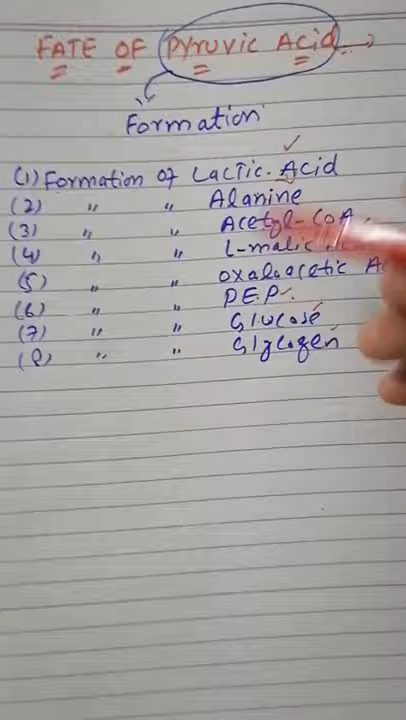 FATE OF Pyruvic Acid →
Formation
(1) Formation of Lactic. Acid
(2) " " Alanine
(3) " " Acetyl-CoA.
(4) " " L-malic
(5) " " Oxaloacetic A
(6) " " P.E.P.
(7) " " Glucose
(8) " " Glycogen